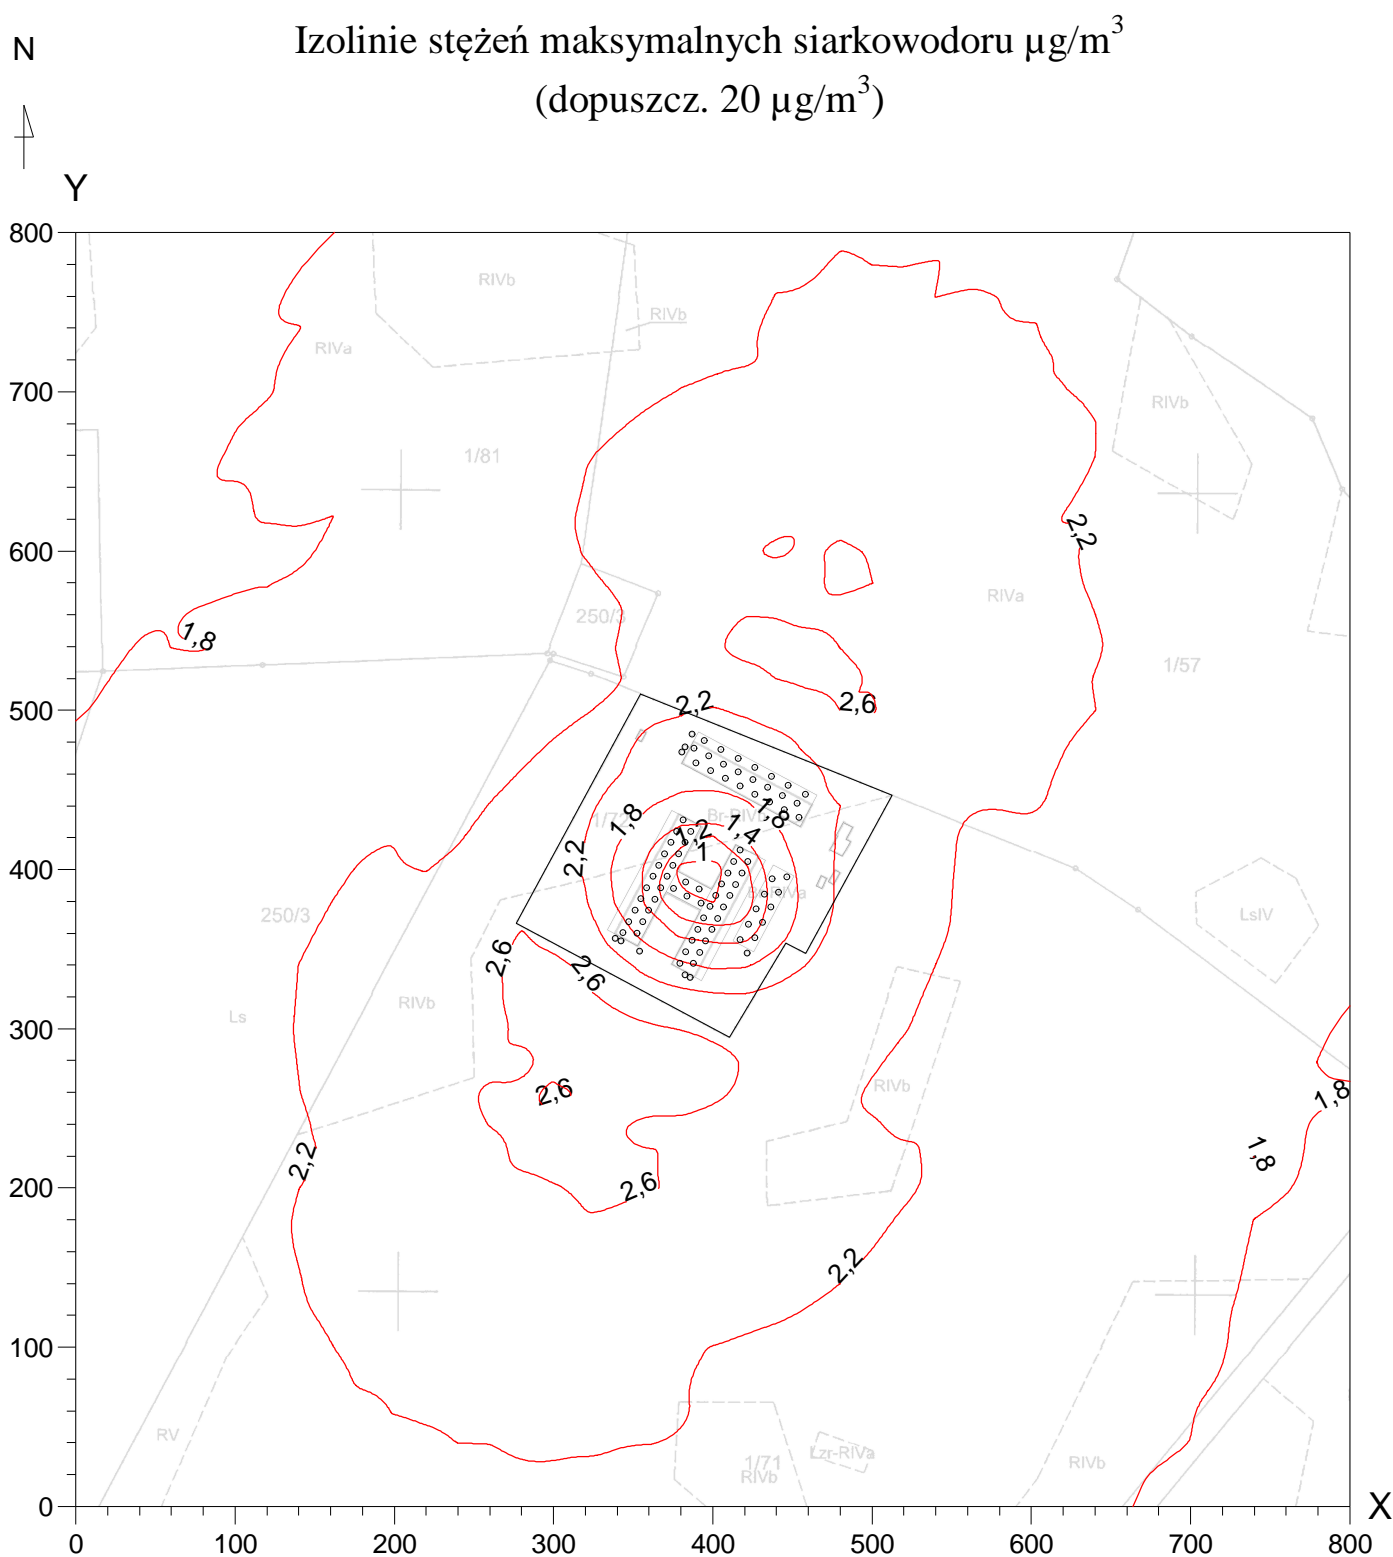 Izolinie stężeń maksymalnych siarkowodoru µg/m³
(dopuszcz. 20 µg/m³)
N
Y
800
RIVb
RIVb
RIVa
700
RIVb
1/81
2,2
600
RIVa
250/3
1,8
1/57
2,2
2,6
500
1,8
1,8
1,2
1,4
2,2
1
400
250/3
LsIV
2,6
2,6
RIVb
Ls
300
RIVb
2,6
1,8
1,8
2,2
2,6
200
2,2
100
RV
Lzr-RIVa
1/71
RIVb
RIVb
0
X
0 100 200 300 400 500 600 700 800